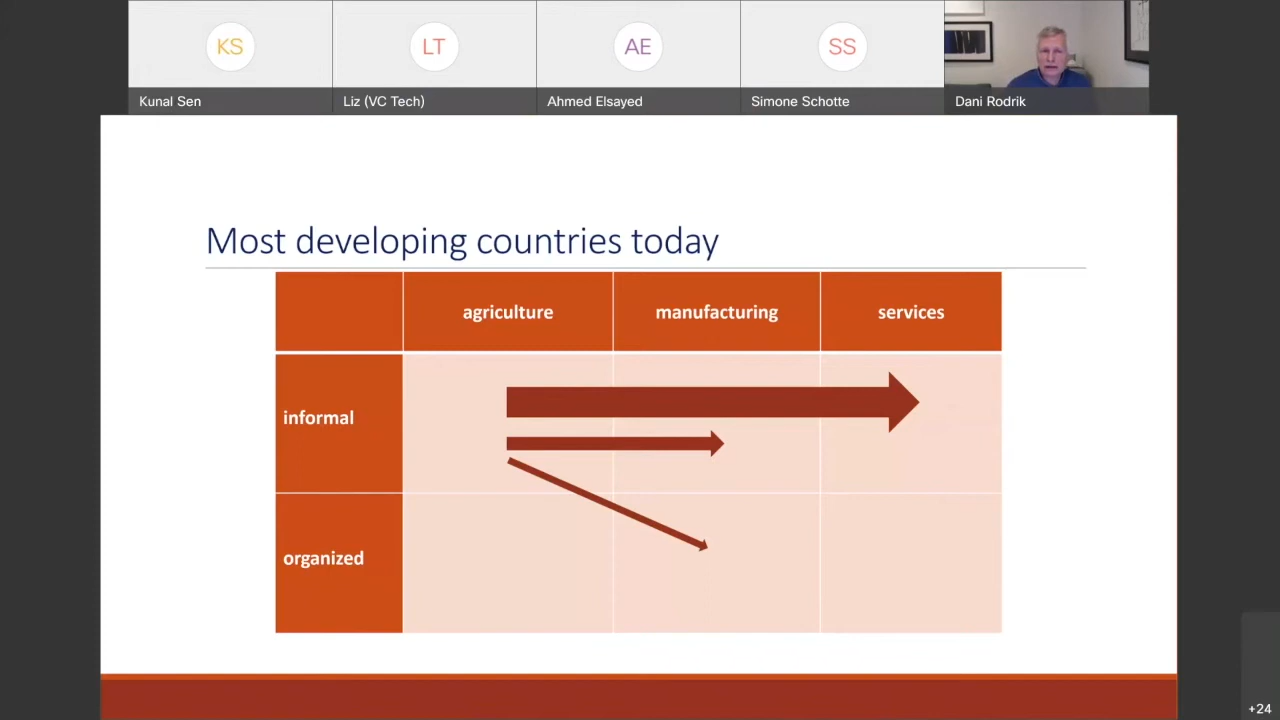 KS
LT
AE
SS
Kunal Sen
Liz (VC Tech)
Ahmed Elsayed
Simone Schotte
Dani Rodrik
Most developing countries today
agriculture
manufacturing
services
informal
organized
+24